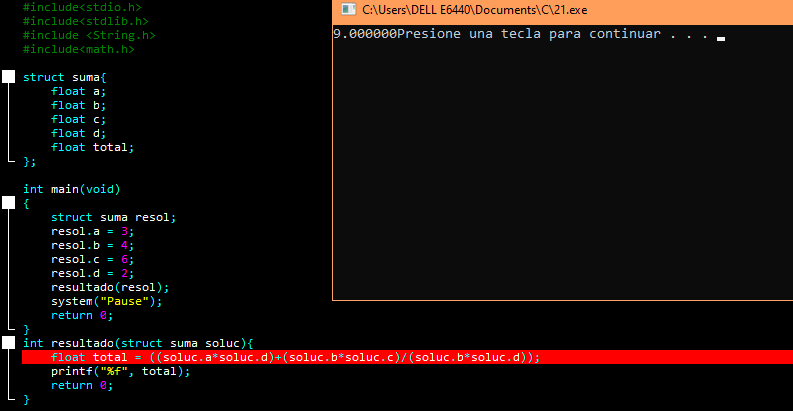 #include<stdio.h>
#include<stdlib.h>
#include <String.h>
#include<math.h>
struct suma{
float a;
float b;
float c;
float d;
float total;
};
int main(void)
{
struct suma resol;
resol.a = 3;
resol.b = 4;
resol.c = 6;
resol.d = 2;
resultado(resol);
system("Pause");
return 0;
}
int resultado(struct suma soluc){
float total = ((soluc.a*soluc.d)+(soluc.b*soluc.c)/(soluc.b*soluc.d));
printf("%f", total);
return 0;
}
C:\Users\DELL E6440\Documents\C\21.exe
9.000000Presione una tecla para continuar . . .